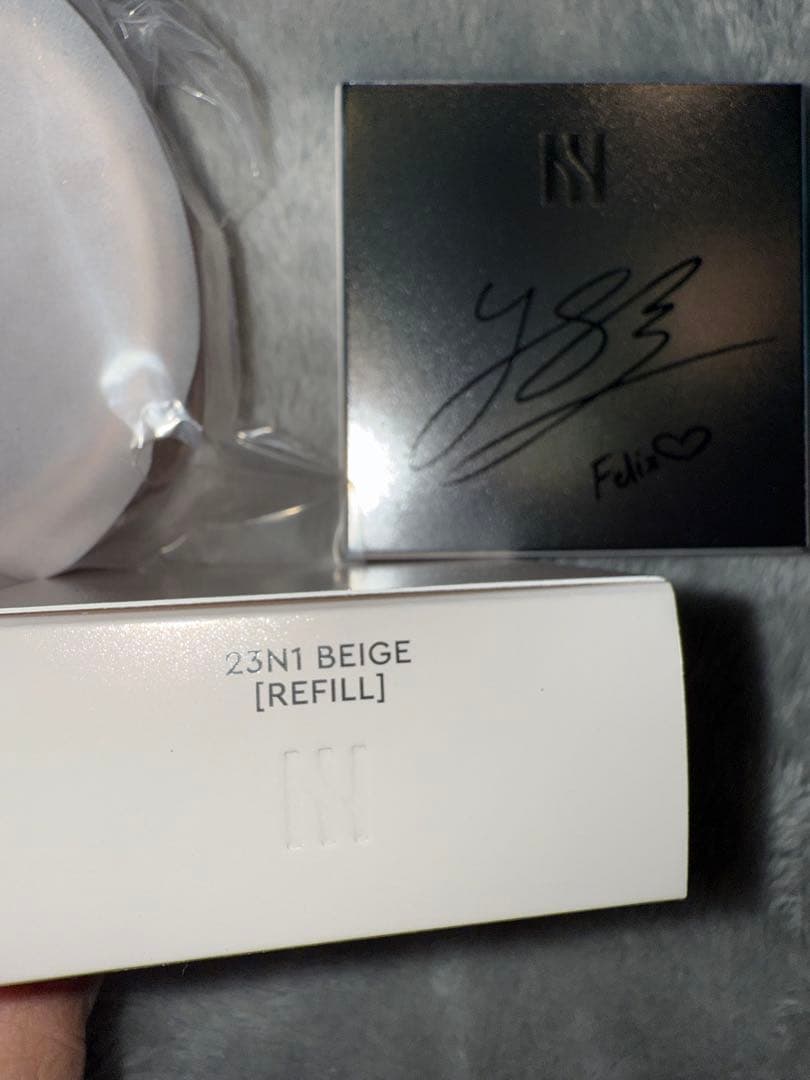 Felix♡
23N1 BEIGE
[REFILL]